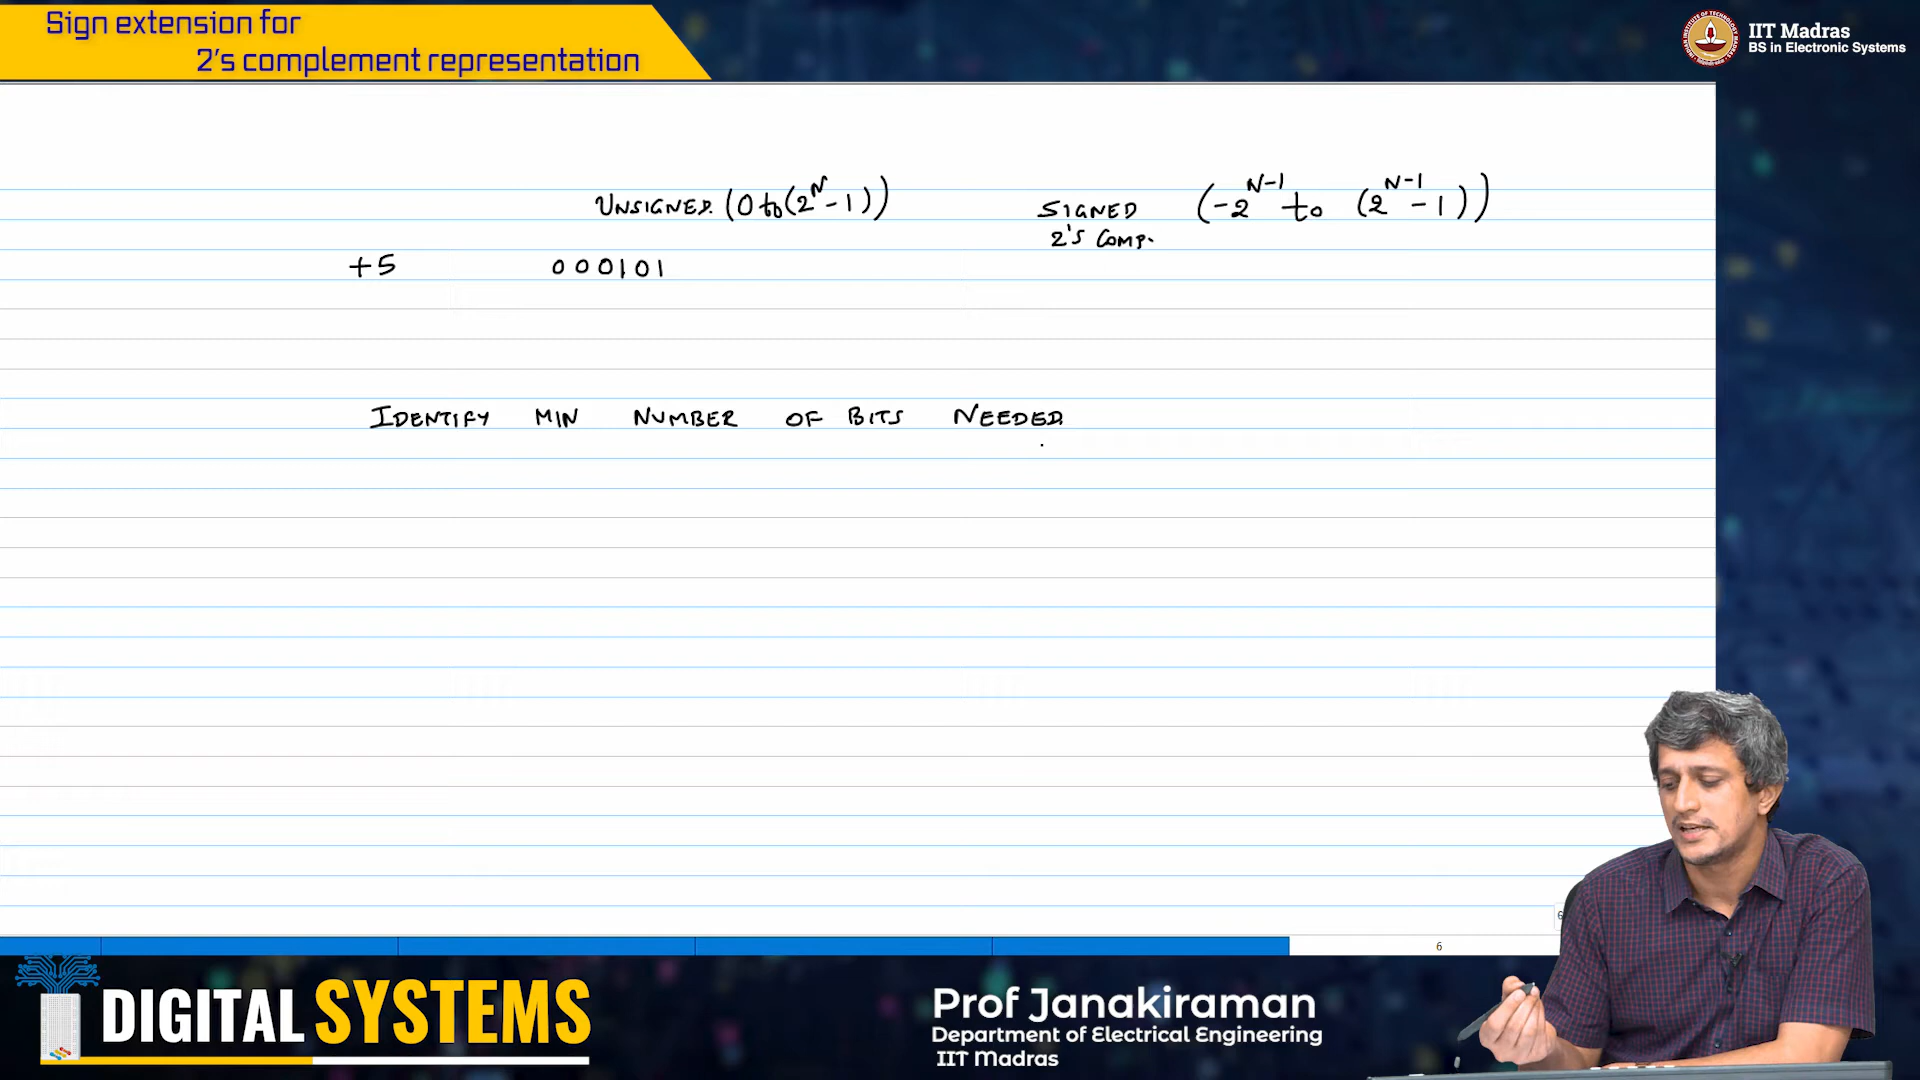 Sign extension for
2's complement representation
IIT Madras
BS in Electronic Systems
UNSIGNED (0 to (2^N - 1)) SIGNED (-2^{N-1} to (2^{N-1} - 1))
2's COMP.
+5 000101
IDENTIFY MIN NUMBER OF BITS NEEDED
6
DIGITAL SYSTEMS
Prof Janakiraman
Department of Electrical Engineering
IIT Madras